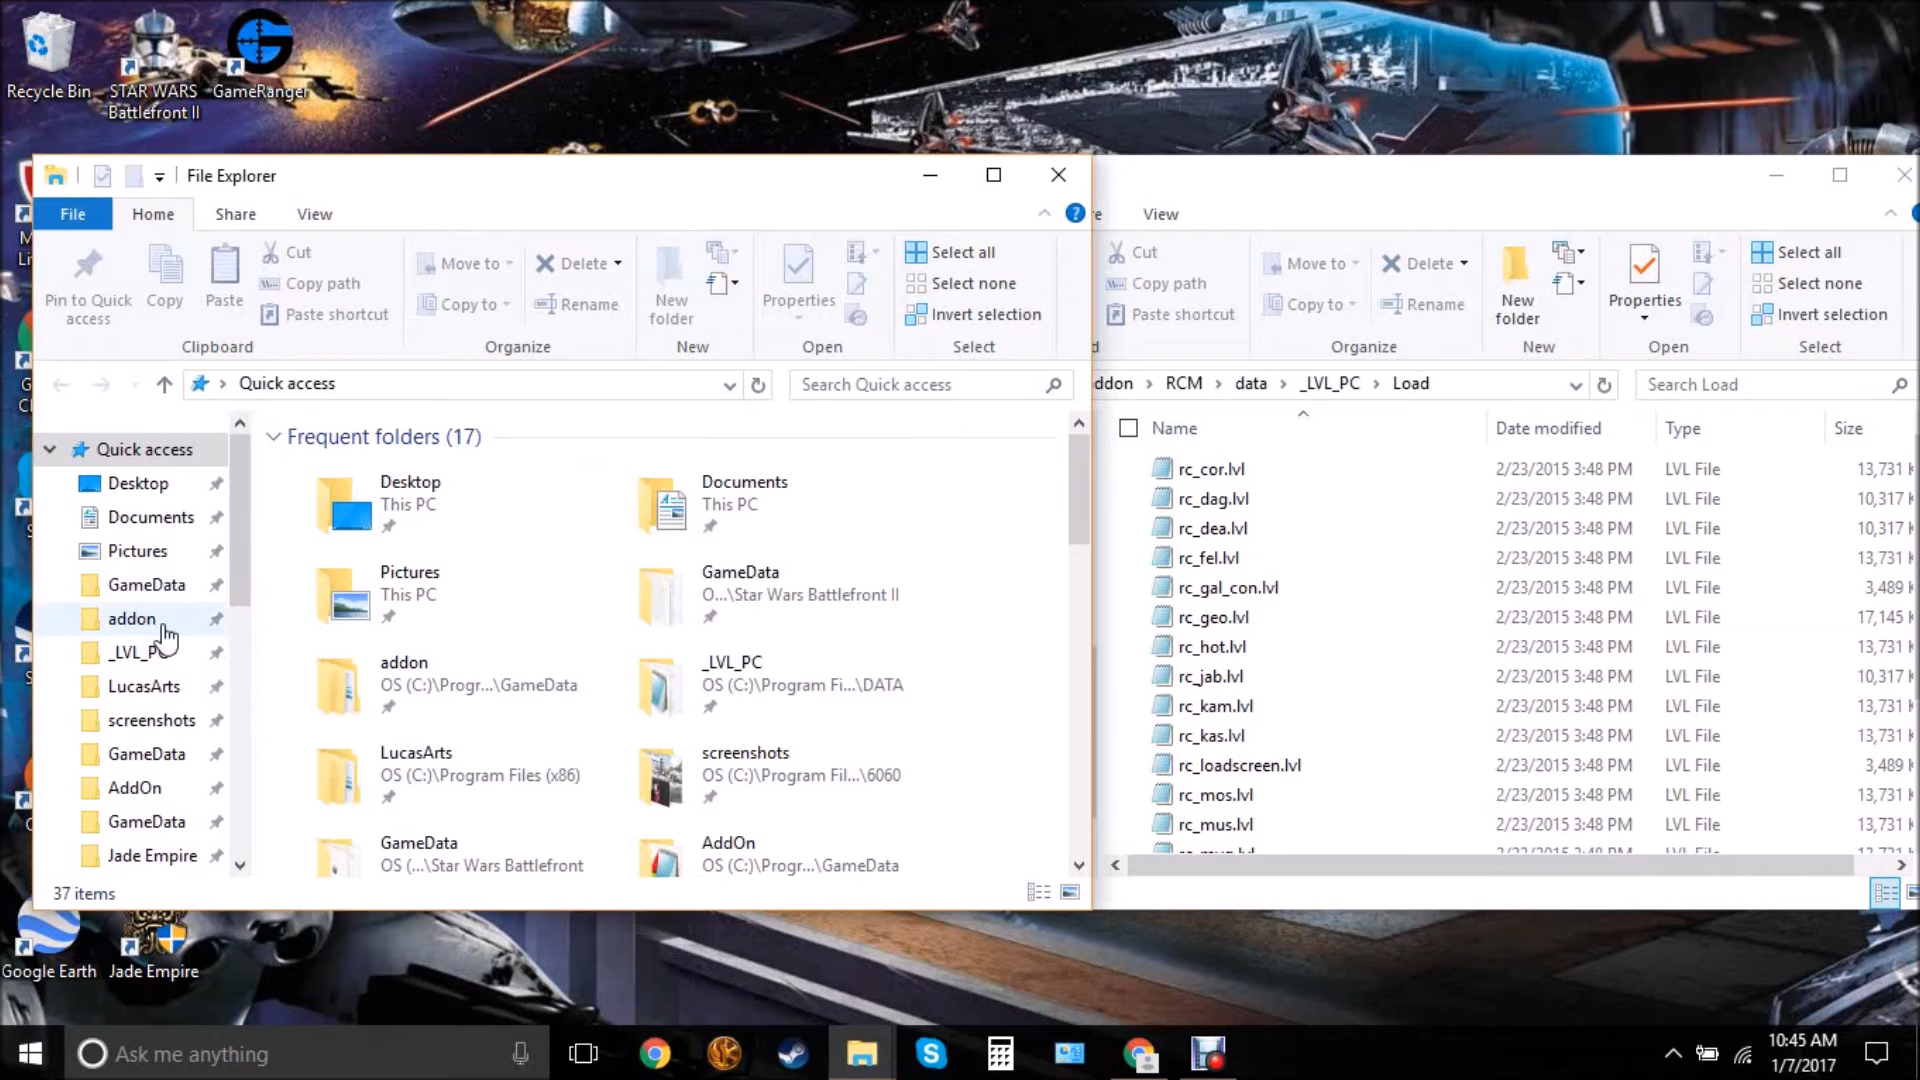 Recycle Bin
STAR WARS
Battlefront II
GameRanger
File Explorer
File
Home
Share
View
Pin to Quick
access
Copy
Paste
Cut
Copy path
Paste shortcut
Clipboard
Move to
Copy to
Delete
Rename
Organize
New
folder
New
Properties
Open
Select all
Select none
Invert selection
Select
Quick access
Search Quick access
Quick access
Desktop
Documents
Pictures
GameData
addon
LucasArts
screenshots
GameData
AddOn
GameData
Jade Empire
Frequent folders (17)
Desktop
This PC
Documents
This PC
Pictures
This PC
GameData
O...\Star Wars Battlefront II
addon
OS (C:)\Progr...\GameData
_LVL_PC
OS (C:)\Program Fi...\DATA
LucasArts
OS (C:)\Program Files (x86)
screenshots
OS (C:)\Program Fil...\6060
GameData
OS (...\Star Wars Battlefront
AddOn
OS (C:)\Progr...\GameData
37 items
View
Cut
Copy path
Paste shortcut
Move to
Copy to
Delete
Rename
Organize
New
folder
New
Properties
Open
Select all
Select none
Invert selection
Select
ddon > RCM > data > _LVL_PC > Load
Search Load
Name Date modified Type Size
rc_cor.lvl 2/23/2015 3:48 PM LVL File 13,731 K
rc_dag.lvl 2/23/2015 3:48 PM LVL File 10,317 K
rc_dea.lvl 2/23/2015 3:48 PM LVL File 10,317 K
rc_fel.lvl 2/23/2015 3:48 PM LVL File 13,731 K
rc_gal_con.lvl 2/23/2015 3:48 PM LVL File 3,489 K
rc_geo.lvl 2/23/2015 3:48 PM LVL File 17,145 K
rc_hot.lvl 2/23/2015 3:48 PM LVL File 13,731 K
rc_jab.lvl 2/23/2015 3:48 PM LVL File 10,317 K
rc_kam.lvl 2/23/2015 3:48 PM LVL File 13,731 K
rc_kas.lvl 2/23/2015 3:48 PM LVL File 13,731 K
rc_loadscreen.lvl 2/23/2015 3:48 PM LVL File 3,489 K
rc_mos.lvl 2/23/2015 3:48 PM LVL File 13,731 K
rc_mus.lvl 2/23/2015 3:48 PM LVL File 13,731 K
Google Earth
Jade Empire
Ask me anything
10:45 AM
1/7/2017